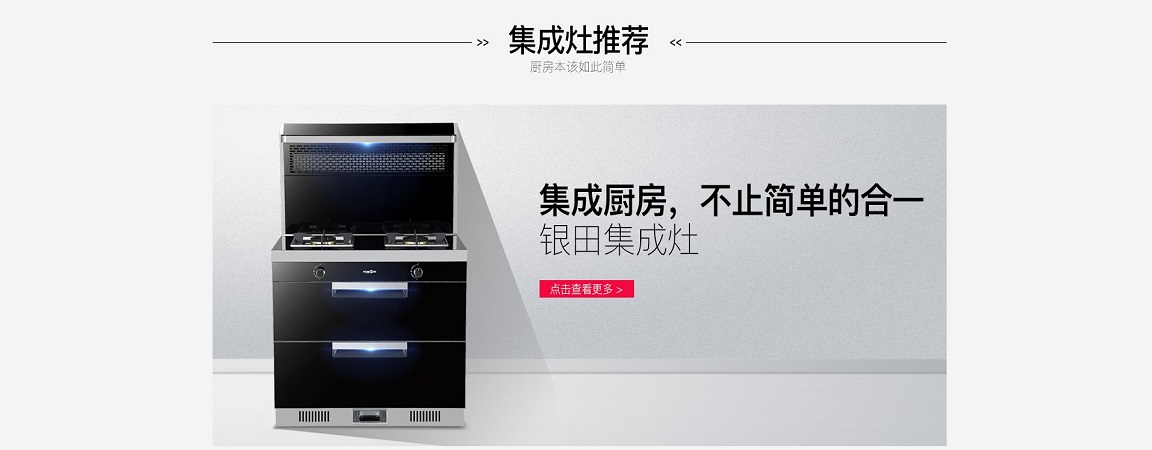 >> 集成灶推荐 <<
厨房本该如此简单
集成厨房，不止简单的合一
银田集成灶
点击查看更多 >